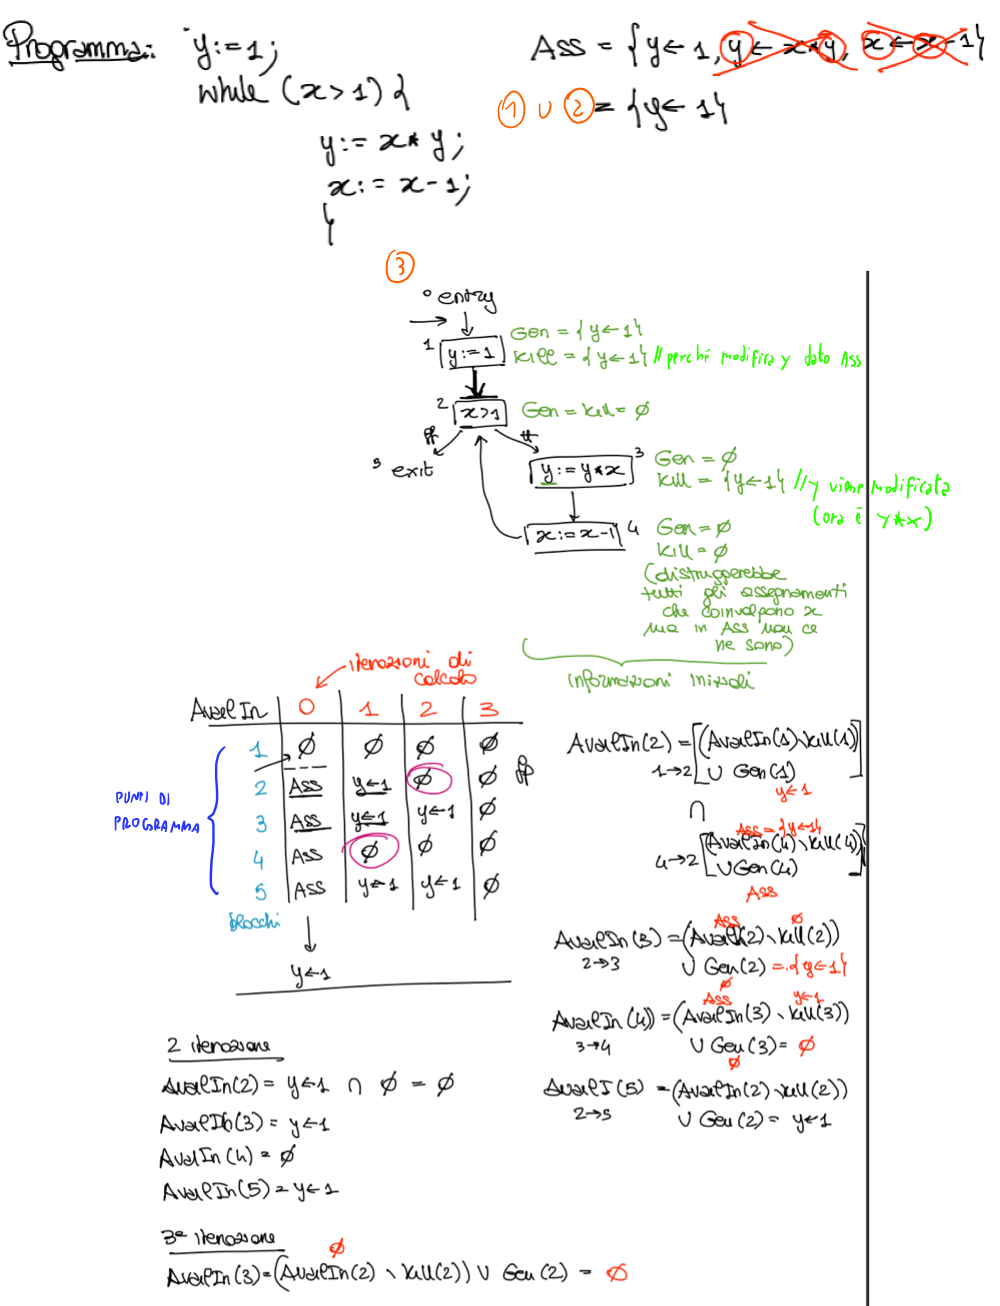 Programma: y:=1;
while (x>1) {
y:= x* y;
x:= x-1;
}
Ass = {y←1, y←x*y, x←x-1}
① ∪ ② = {y←1}
③
0 entry
1 y:=1
Gen = {y←1}
Kill = {y←1} // perché modifica y dato Ass
2 x>1
Gen = Kill = ∅
ff
tt
5 exit
y:= y*x 3
Gen = ∅
Kill = {y←1} // y viene modificata
(ora è y*x)
x:= x-1 4
Gen = ∅
Kill = ∅
(distruggerebbe
tutti gli assegnamenti
che coinvolgono x
ma in Ass non ce
ne sono)
informazioni iniziali
iterazioni di
calcolo
AvailIn 0 1 2 3
1 ∅ ∅ ∅ ∅
2 Ass y←1 ∅ ∅ fp
3 Ass y←1 y←1 ∅
4 Ass ∅ ∅ ∅
5 Ass y←1 y←1 ∅
PUNTI DI
PROGRAMMA
blocchi
y←1
AvailIn(2) = [(AvailIn(1)\Kill(1))
1→2 ∪ Gen(1)]
y←1
∩
Ass = {y←1}
4→2 [(AvailIn(4)\Kill(4))
∪ Gen(4)]
Ass
Ass ∅
AvailIn(3) = (AvailIn(2)\Kill(2))
2→3 ∪ Gen(2) = {y←1}
∅
Ass y←1
AvailIn(4) = (AvailIn(3)\Kill(3))
3→4 ∪ Gen(3) = ∅
∅
AvailI(5) = (AvailIn(2)\Kill(2))
2→5 ∪ Gen(2) = y←1
2 iterazione
AvailIn(2) = y←1 ∩ ∅ = ∅
AvailIn(3) = y←1
AvailIn(4) = ∅
AvailIn(5) = y←1
3ª iterazione
∅
AvailIn(3) = (AvailIn(2)\Kill(2)) ∪ Gen(2) = ∅